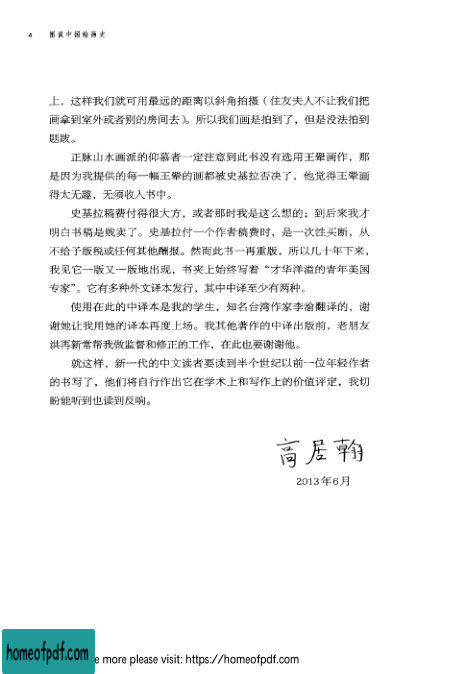 4 图说中国绘画史
上，这样我们就可用最远的距离以斜角拍摄（住友夫人不让我们把
画拿到室外或者别的房间去）。所以我们画是拍到了，但是没法拍到
题跋。
正脉山水画派的仰慕者一定注意到此书没有选用王翚画作，那
是因为我提供的每一幅王翚的画都被史基拉否决了，他觉得王翚画
得太无趣，无须收入书中。
史基拉稿费付得很大方，或者那时我是这么想的；到后来我才
明白书稿是贱卖了。史基拉付一个作者稿费时，是一次性买断，从
不给予版税或任何其他酬报。然而此书一再重版，所以几十年下来，
我见它一版又一版地出现，书夹上始终写着“才华洋溢的青年美国
专家”。它有多种外文译本发行，其中中译至少有两种。
使用在此的中译本是我的学生，知名台湾作家李渝翻译的，谢
谢她让我用她的译本再度上场。我其他著作的中译出版前，老朋友
洪再新常帮我做监督和修正的工作，在此也要谢谢他。
就这样，新一代的中文读者要读到半个世纪以前一位年轻作者
的书写了，他们将自行作出它在学术上和写作上的价值评定，我切
盼能听到也读到反响。
高居翰
2013年6月
homeofpdf.com
e more please visit: https://homeofpdf.com